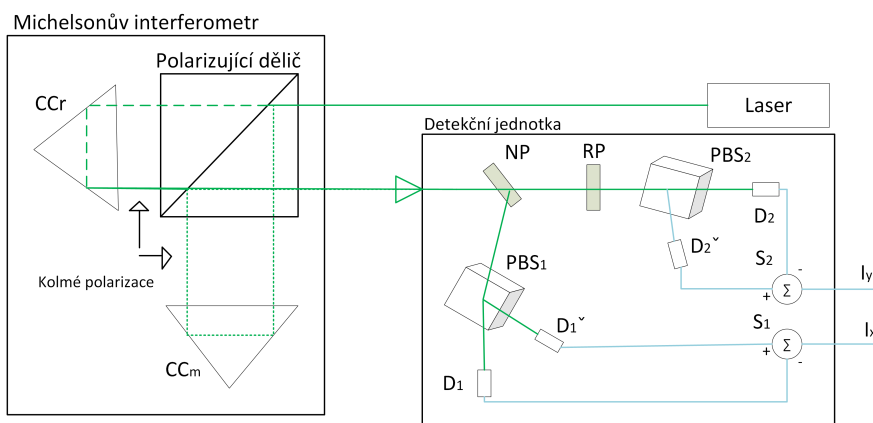 Michelsonův interferometr
Polarizující dělič
CCr
Laser
Detekční jednotka
NP
RP
PBS2
D2
D2ˇ
Kolmé polarizace
PBS1
S2
-
+
Σ
Iy
D1ˇ
S1
Σ
+
-
Ix
CCm
D1